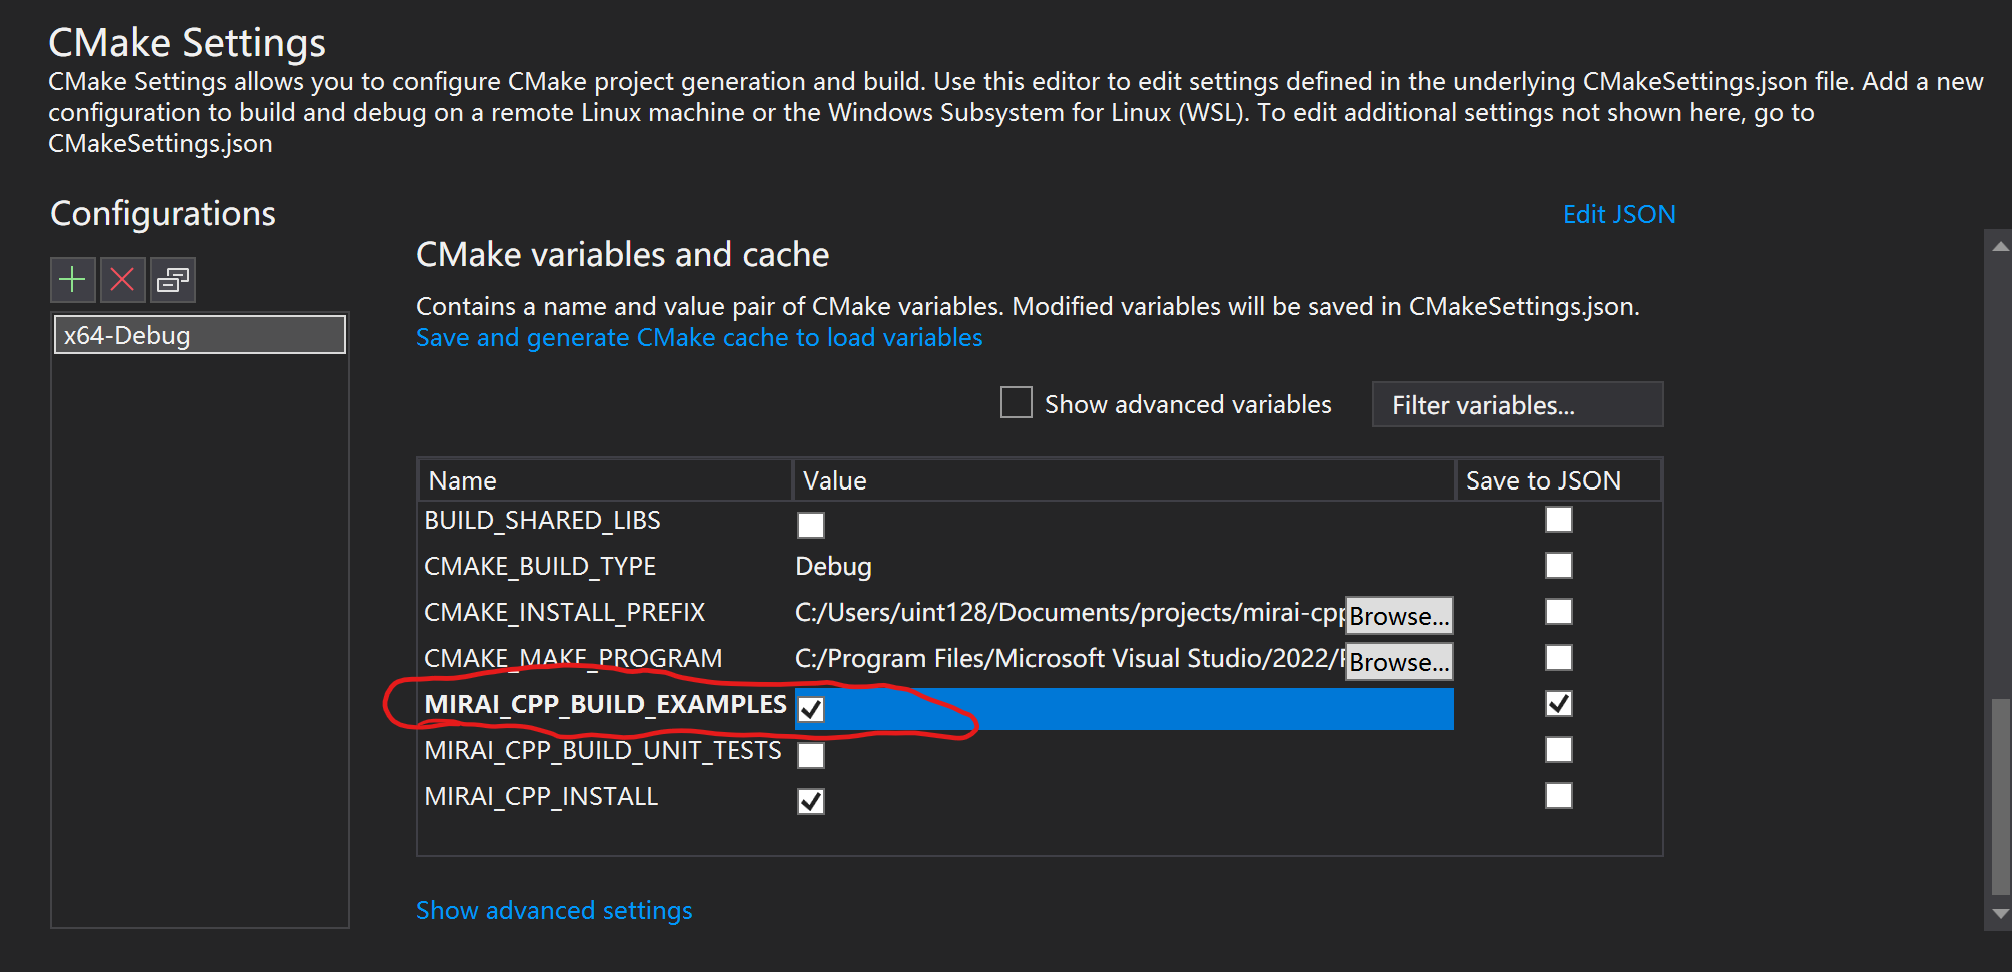 CMake Settings
CMake Settings allows you to configure CMake project generation and build. Use this editor to edit settings defined in the underlying CMakeSettings.json file. Add a new
configuration to build and debug on a remote Linux machine or the Windows Subsystem for Linux (WSL). To edit additional settings not shown here, go to
CMakeSettings.json
Configurations
Edit JSON
x64-Debug
CMake variables and cache
Contains a name and value pair of CMake variables. Modified variables will be saved in CMakeSettings.json.
Save and generate CMake cache to load variables
Show advanced variables
Filter variables...
Name Value Save to JSON
BUILD_SHARED_LIBS
CMAKE_BUILD_TYPE Debug
CMAKE_INSTALL_PREFIX C:/Users/uint128/Documents/projects/mirai-cpp Browse...
CMAKE_MAKE_PROGRAM C:/Program Files/Microsoft Visual Studio/2022/ Browse...
MIRAI_CPP_BUILD_EXAMPLES
MIRAI_CPP_BUILD_UNIT_TESTS
MIRAI_CPP_INSTALL
Show advanced settings